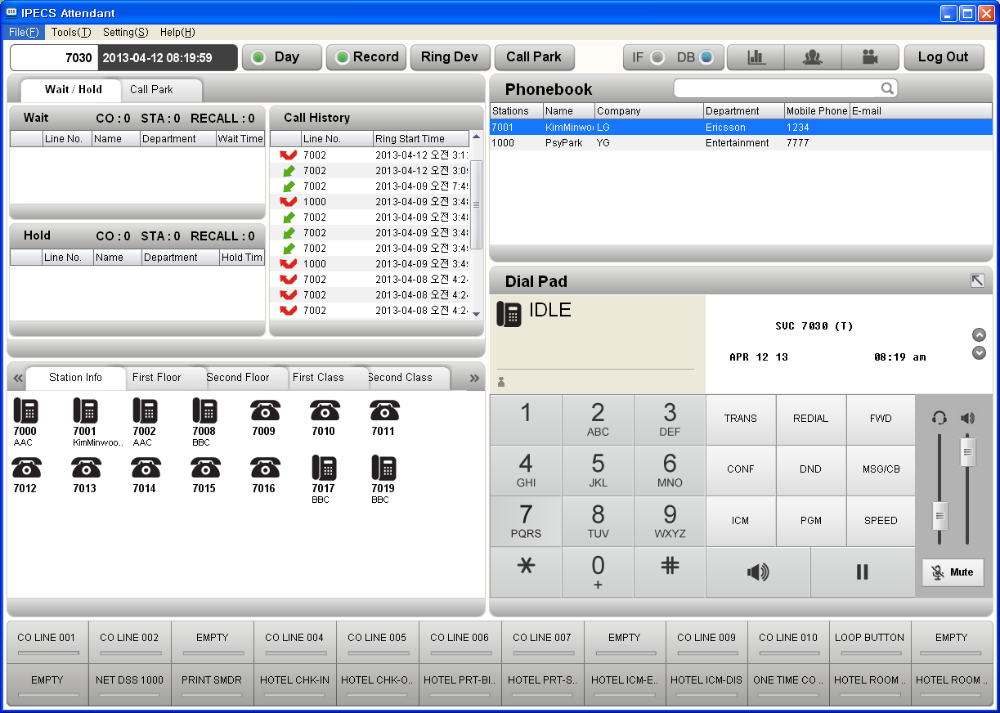 IPECS Attendant
File(F) Tools(T) Setting(S) Help(H)
7030 2013-04-12 08:19:59 Day Record Ring Dev Call Park IF DB Log Out
Wait / Hold Call Park
Wait CO : 0 STA : 0 RECALL : 0
Line No. Name Department Wait Time
Hold CO : 0 STA : 0 RECALL : 0
Line No. Name Department Hold Tim
Call History
Line No. Ring Start Time
7002 2013-04-12 오전 3:1
7002 2013-04-12 오전 3:0
7002 2013-04-09 오전 7:4
1000 2013-04-09 오전 3:4
7002 2013-04-09 오전 3:4
7002 2013-04-09 오전 3:4
7002 2013-04-09 오전 3:4
1000 2013-04-09 오전 3:4
7002 2013-04-08 오전 4:2
7002 2013-04-08 오전 4:2
7002 2013-04-08 오전 4:2
Phonebook
Stations Name Company Department Mobile Phone E-mail
7001 KimMinwo LG Ericsson 1234
1000 PsyPark YG Entertainment 7777
Station Info First Floor Second Floor First Class Second Class
7000 7001 7002 7008 7009 7010 7011
AAC KimMinwoo.. AAC BBC
7012 7013 7014 7015 7016 7017 7019
BBC BBC
Dial Pad
IDLE
SVC 7030 (T)
APR 12 13 08:19 am
1 2 3 TRANS REDIAL FWD
ABC DEF
4 5 6 CONF DND MSG/CB
GHI JKL MNO
7 8 9 ICM PGM SPEED
PQRS TUV WXYZ
* 0 #
+
Mute
CO LINE 001 CO LINE 002 EMPTY CO LINE 004 CO LINE 005 CO LINE 006 CO LINE 007 EMPTY CO LINE 009 CO LINE 010 LOOP BUTTON EMPTY
EMPTY NET DSS 1000 PRINT SMDR HOTEL CHK-IN HOTEL CHK-O.. HOTEL PRT-BI.. HOTEL PRT-S.. HOTEL ICM-E.. HOTEL ICM-DIS ONE TIME CO .. HOTEL ROOM .. HOTEL ROOM ..